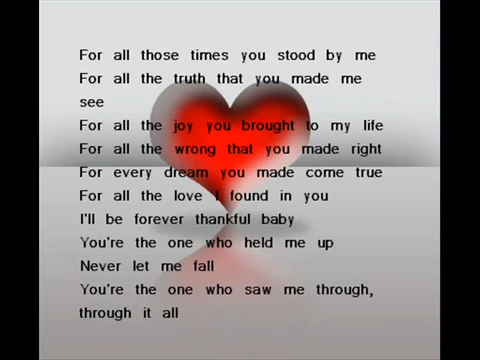 For all those times you stood by me
For all the truth that you made me
see
For all the joy you brought to my life
For all the wrong that you made right
For every dream you made come true
For all the love I found in you
I'll be forever thankful baby
You're the one who held me up
Never let me fall
You're the one who saw me through,
through it all